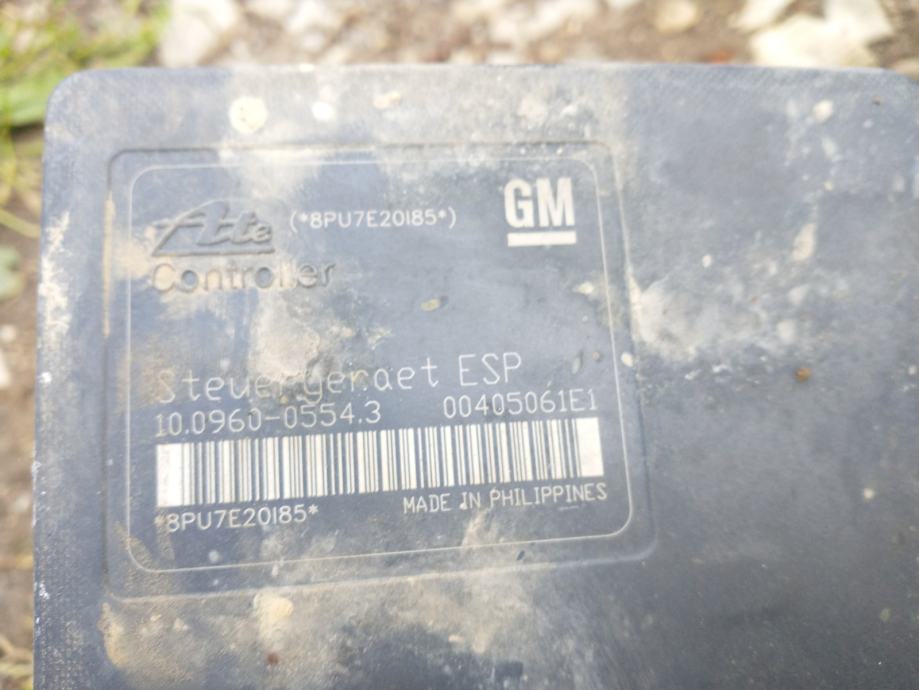 Ate (*8PU7E20185*) GM
Controller
Steuergeraet ESP
10.0960-0554.3 00405061E1
*8PU7E20185*
MADE IN PHILIPPINES